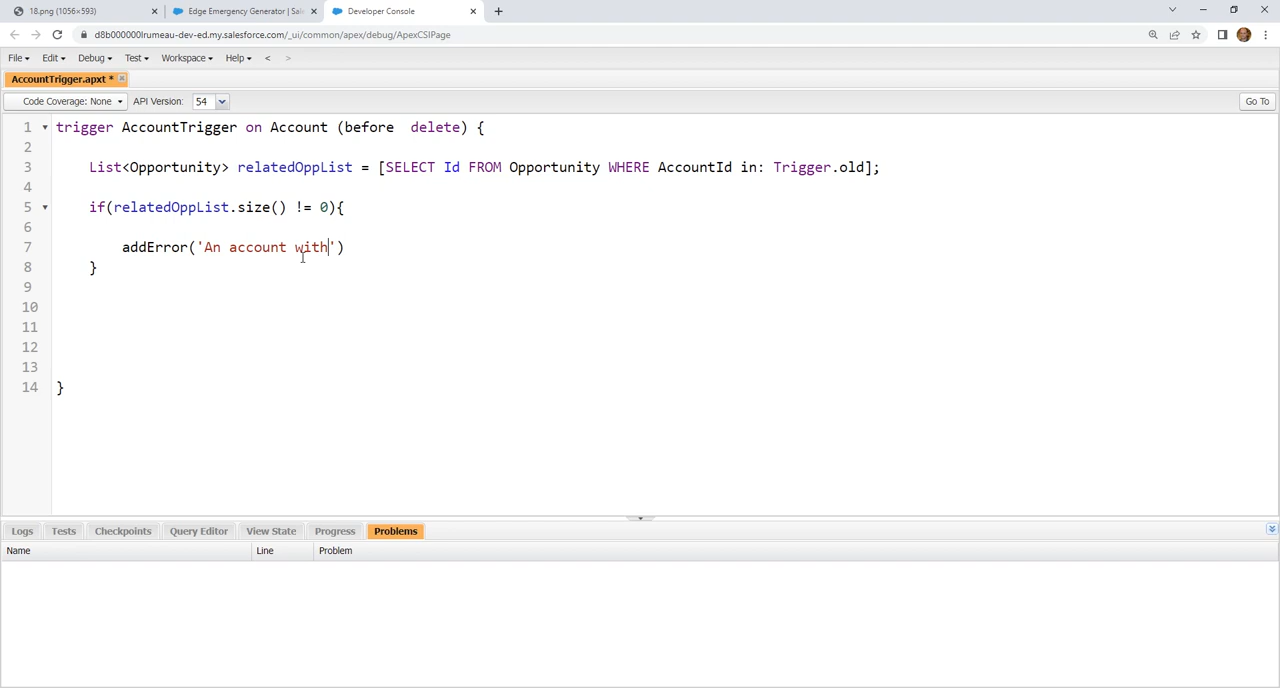 18.png (1056×593)
Edge Emergency Generator | Sale
Developer Console
d8b000000lrumeau-dev-ed.my.salesforce.com/_ui/common/apex/debug/ApexCSIPage
File Edit Debug Test Workspace Help < >
AccountTrigger.apxt *
Code Coverage: None API Version: 54 Go To
1 trigger AccountTrigger on Account (before  delete) {
2
3 List<Opportunity> relatedOppList = [SELECT Id FROM Opportunity WHERE AccountId in: Trigger.old];
4
5 if(relatedOppList.size() != 0){
6
7 addError('An account with')
8 }
9
10
11
12
13
14 }
Logs Tests Checkpoints Query Editor View State Progress Problems
Name Line Problem